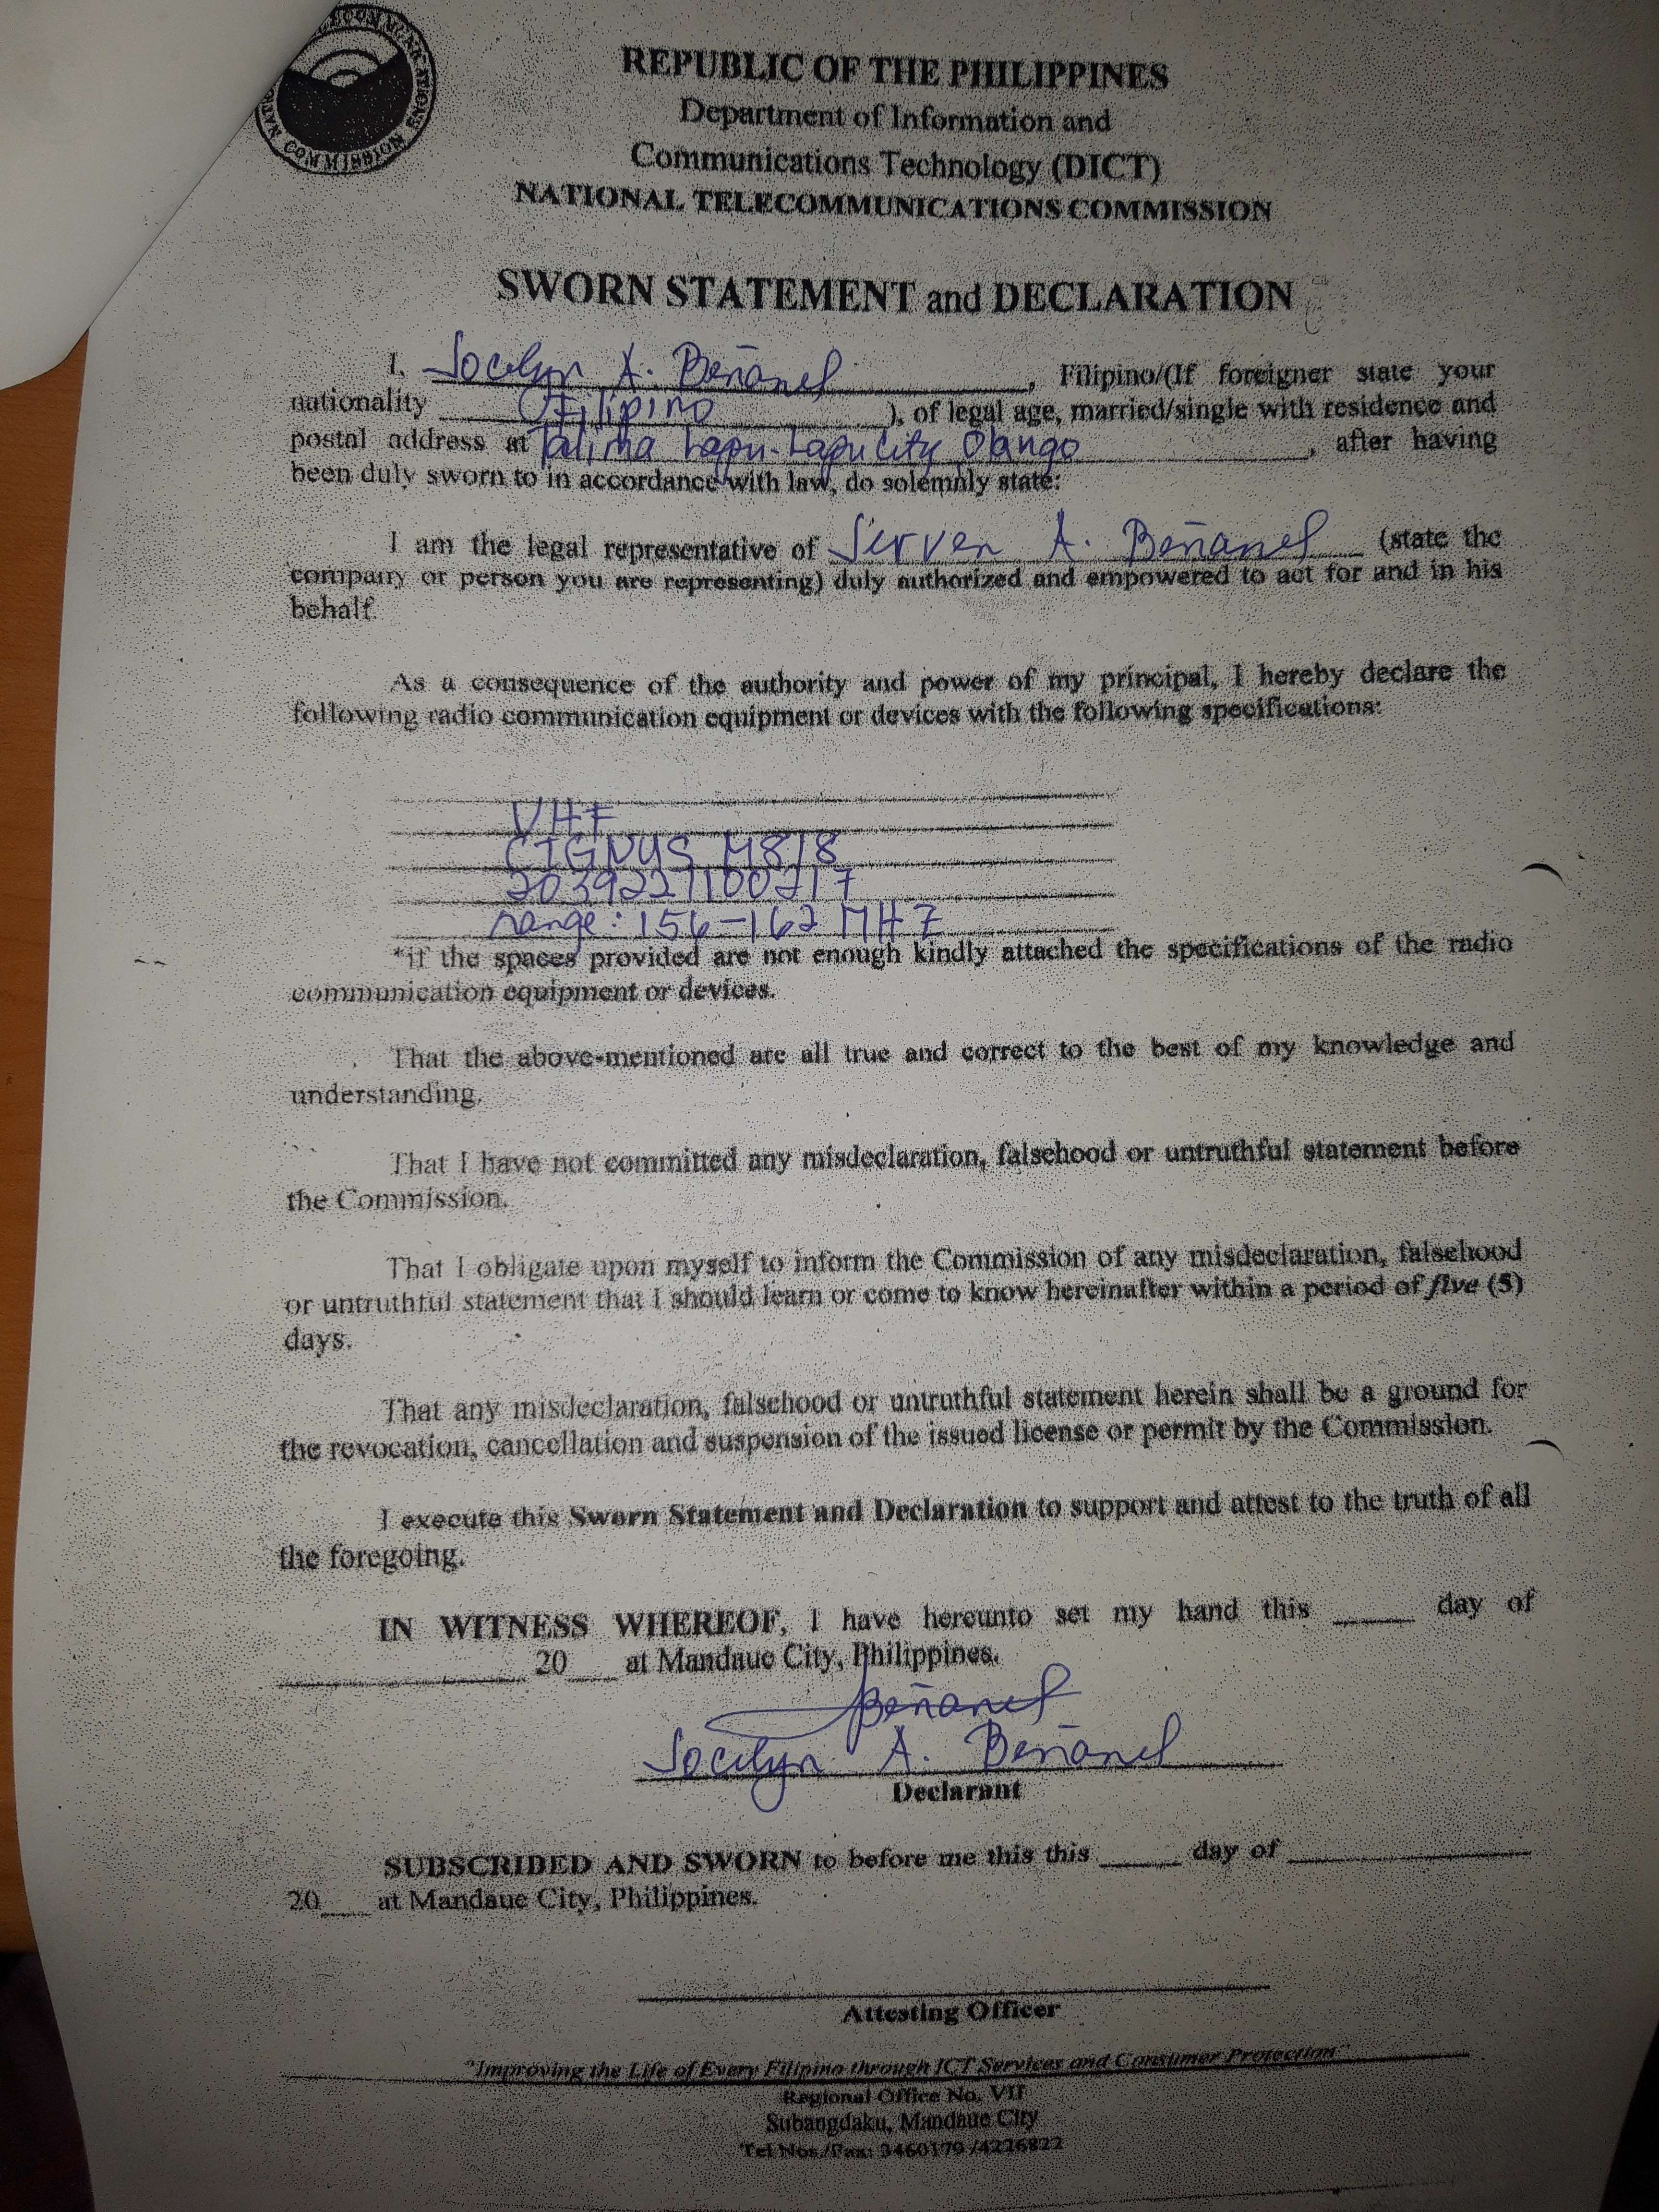 COMMISSION
REPUBLIC OF THE PHILIPPINES
Department of Information and
Communications Technology (DICT)
NATIONAL TELECOMMUNICATIONS COMMISSION
SWORN STATEMENT and DECLARATION
I, Jocelyn A. Beñanel, Filipino/(If foreigner state your
nationality Filipino ), of legal age, married/single with residence and
postal address at Talima Lapu-Lapu City Olango, after having
been duly sworn to in accordance with law, do solemnly state:
I am the legal representative of Jerven A. Beñanel (state the
company or person you are representing) duly authorized and empowered to act for and in his
behalf.
As a consequence of the authority and power of my principal, I hereby declare the
following radio communication equipment or devices with the following specifications:
VHF
CIGNUS M818
2039227100217
range: 156-162 MHZ
*if the spaces provided are not enough kindly attached the specifications of the radio
communication equipment or devices.
That the above-mentioned are all true and correct to the best of my knowledge and
understanding.
That I have not committed any misdeclaration, falsehood or untruthful statement before
the Commission.
That I obligate upon myself to inform the Commission of any misdeclaration, falsehood
or untruthful statement that I should learn or come to know hereinafter within a period of five (5)
days.
That any misdeclaration, falsehood or untruthful statement herein shall be a ground for
the revocation, cancellation and suspension of the issued license or permit by the Commission.
I execute this Sworn Statement and Declaration to support and attest to the truth of all
the foregoing.
IN WITNESS WHEREOF, I have hereunto set my hand this ____ day of
____________ 20___ at Mandaue City, Philippines.
Beñanel
Jocelyn A. Beñanel
Declarant
SUBSCRIBED AND SWORN to before me this this ____ day of ____________
20___ at Mandaue City, Philippines.
Attesting Officer
"Improving the Life of Every Filipino through ICT Services and Consumer Protection"
Regional Office No. VII
Subangdaku, Mandaue City
Tel Nos./Fax: 3460179 /4226822